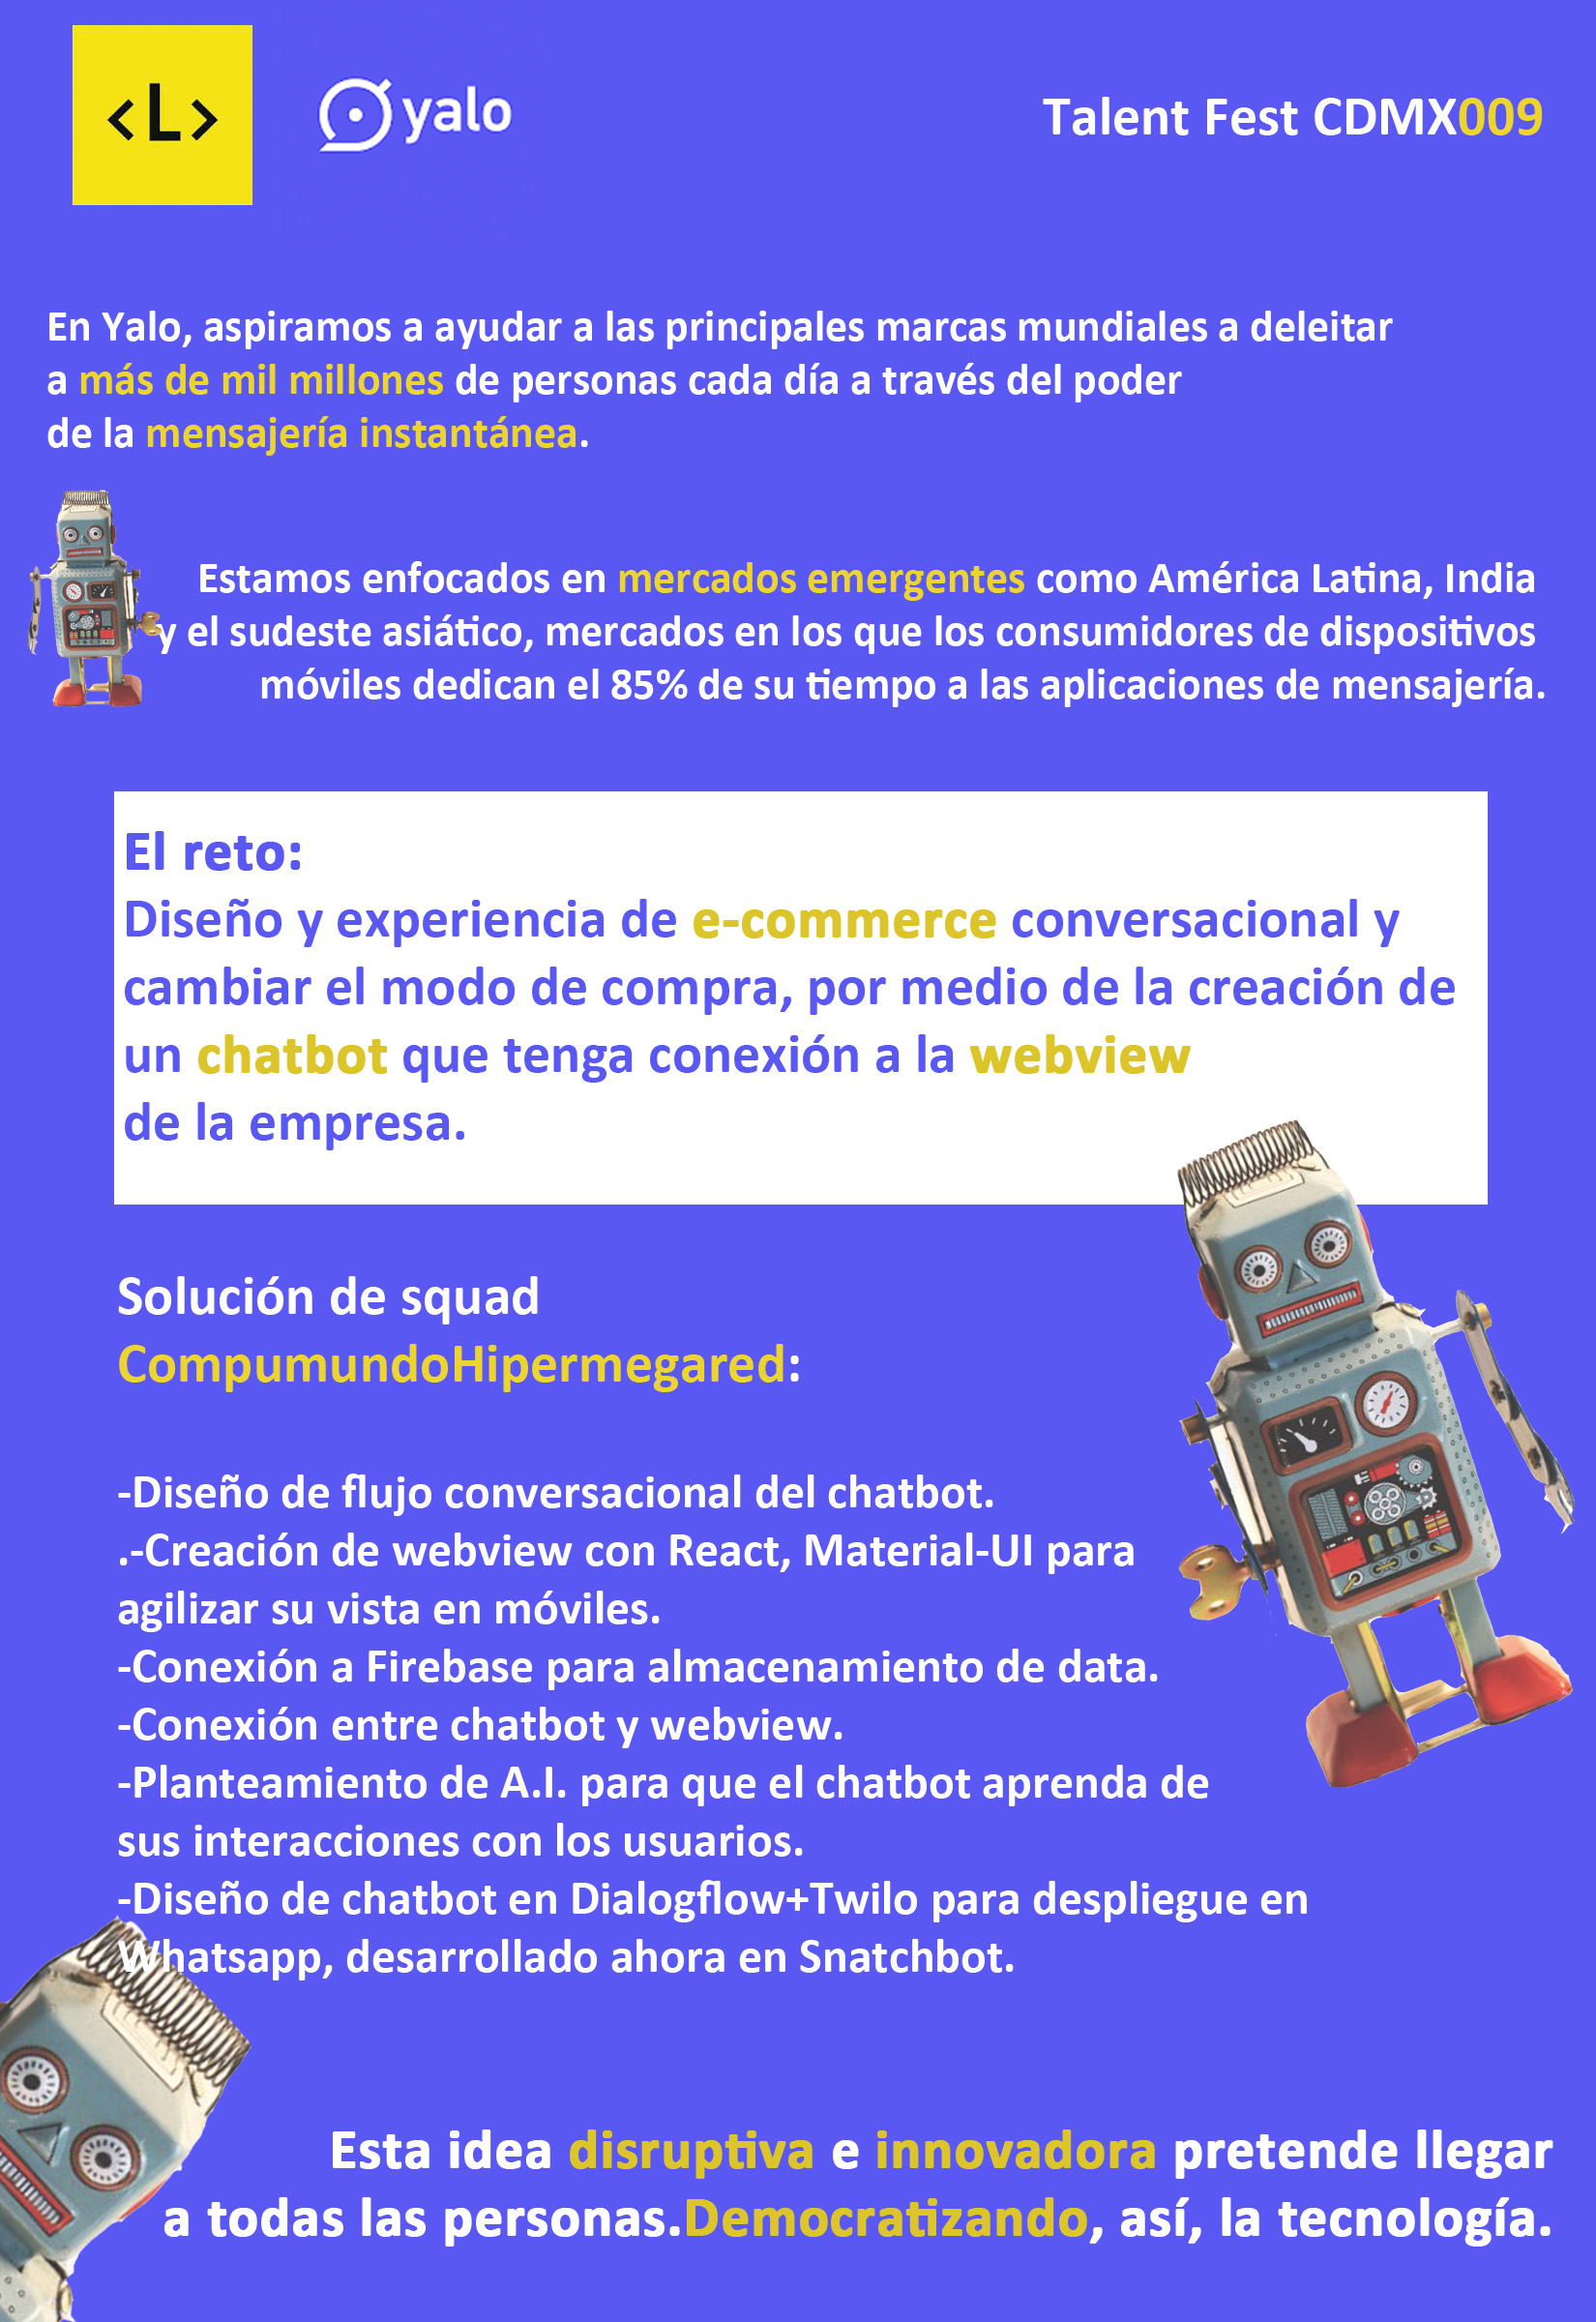 <L>
yalo
Talent Fest CDMX009
En Yalo, aspiramos a ayudar a las principales marcas mundiales a deleitar
a más de mil millones de personas cada día a través del poder
de la mensajería instantánea.
Estamos enfocados en mercados emergentes como América Latina, India
y el sudeste asiático, mercados en los que los consumidores de dispositivos
móviles dedican el 85% de su tiempo a las aplicaciones de mensajería.
El reto:
Diseño y experiencia de e-commerce conversacional y
cambiar el modo de compra, por medio de la creación de
un chatbot que tenga conexión a la webview
de la empresa.
Solución de squad
CompumundoHipermegared:
-Diseño de flujo conversacional del chatbot.
.-Creación de webview con React, Material-UI para
agilizar su vista en móviles.
-Conexión a Firebase para almacenamiento de data.
-Conexión entre chatbot y webview.
-Planteamiento de A.I. para que el chatbot aprenda de
sus interacciones con los usuarios.
-Diseño de chatbot en Dialogflow+Twilo para despliegue en
Whatsapp, desarrollado ahora en Snatchbot.
Esta idea disruptiva e innovadora pretende llegar
a todas las personas.Democratizando, así, la tecnología.